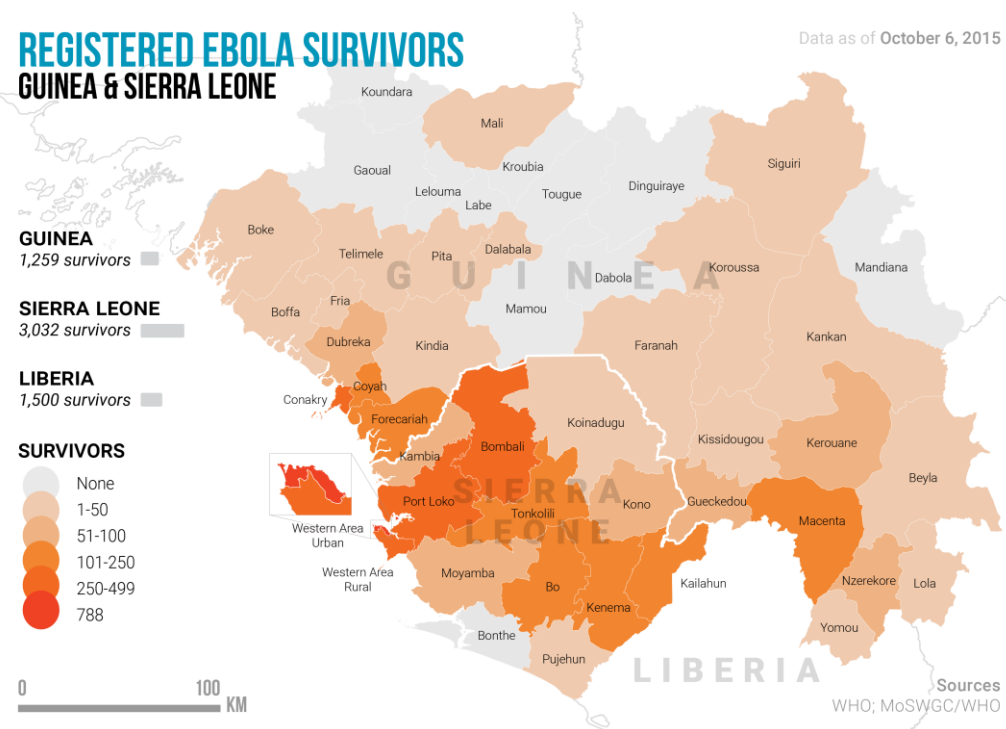 REGISTERED EBOLA SURVIVORS
GUINEA & SIERRA LEONE
Data as of October 6, 2015
Koundara
Mali
Kroubia
Siguiri
Gaoual
Lelouma
Labe
Tougue
Dinguiraye
Boke
Telimele
Pita
Dalabala
GUINEA
Dabola
Koroussa
Mandiana
Mamou
Fria
Boffa
Dubreka
Kindia
Faranah
Kankan
Coyah
Conakry
Forecariah
Koinadugu
Kissidougou
Kerouane
Beyla
Kambia
Bombali
Port Loko
SIERRA
LEONE
Tonkolili
Kono
Gueckedou
Macenta
Western Area
Urban
Western Area
Rural
Moyamba
Bo
Kenema
Kailahun
Nzerekore
Lola
Yomou
Bonthe
Pujehun
LIBERIA
GUINEA
1,259 survivors
SIERRA LEONE
3,032 survivors
LIBERIA
1,500 survivors
SURVIVORS
None
1-50
51-100
101-250
250-499
788
0 100 KM
Sources
WHO; MoSWGC/WHO